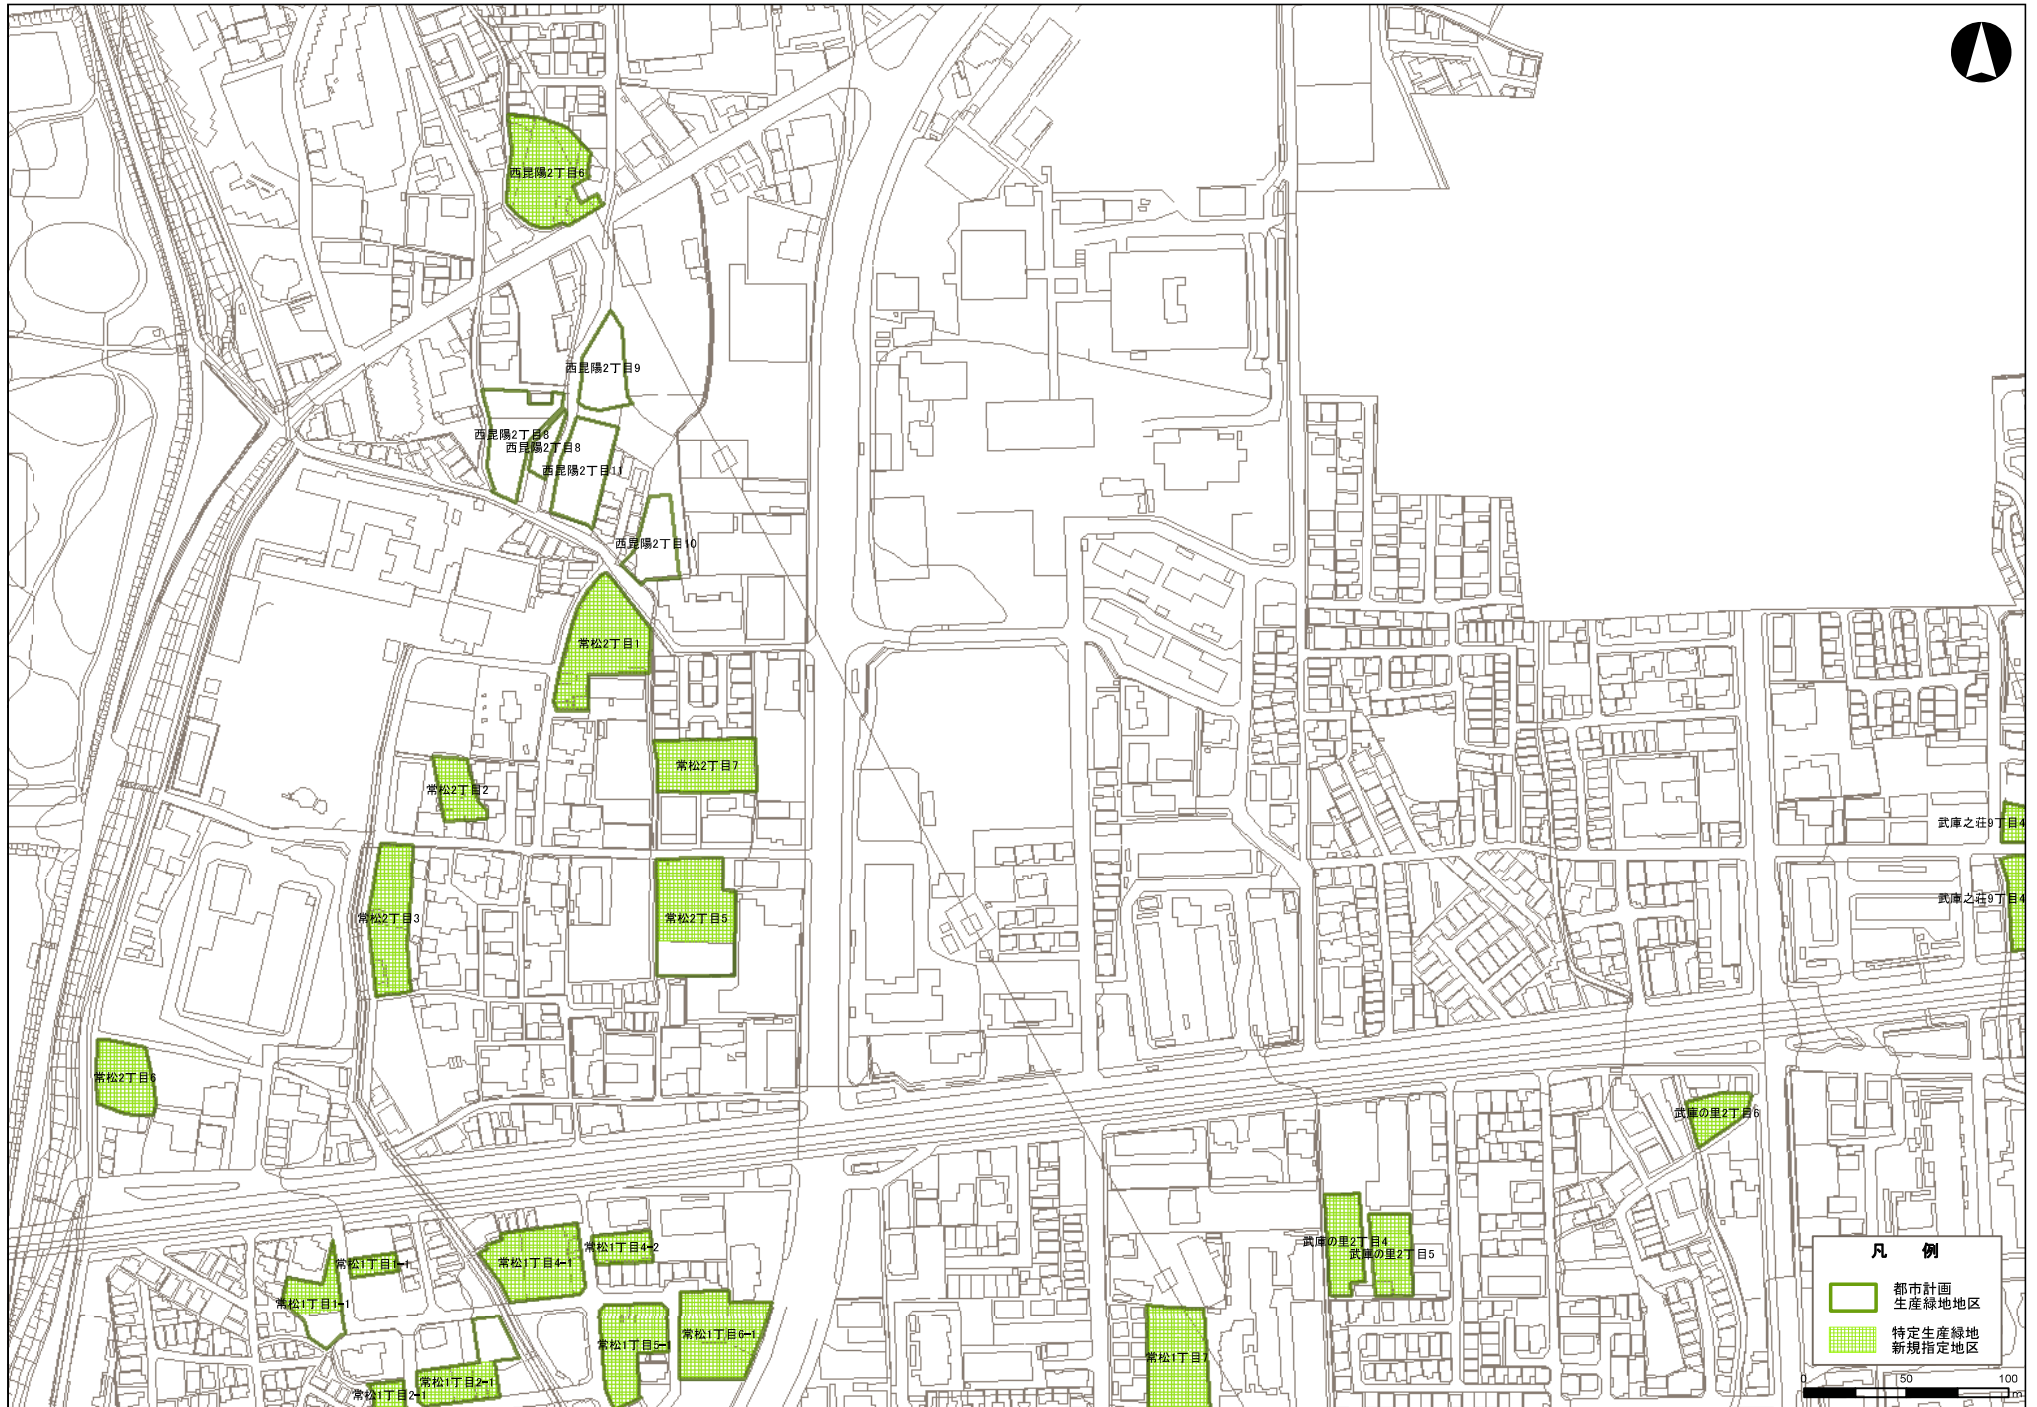 西昆陽2丁目6
西昆陽2丁目9
西昆陽2丁目8
西昆陽2丁目8
西昆陽2丁目11
西昆陽2丁目10
常松2丁目1
常松2丁目7
常松2丁目2
武庫之荘9丁目4
武庫之荘9丁目4
常松2丁目3
常松2丁目5
常松2丁目6
武庫の里2丁目6
武庫の里2丁目4
武庫の里2丁目5
常松1丁目4-2
常松1丁目4-1
常松1丁目1-1
常松1丁目1-1
常松1丁目6-1
常松1丁目5-1
常松1丁目7
常松1丁目2-1
常松1丁目2-1
凡 例
都市計画
生産緑地地区
特定生産緑地
新規指定地区
0 50 100
m